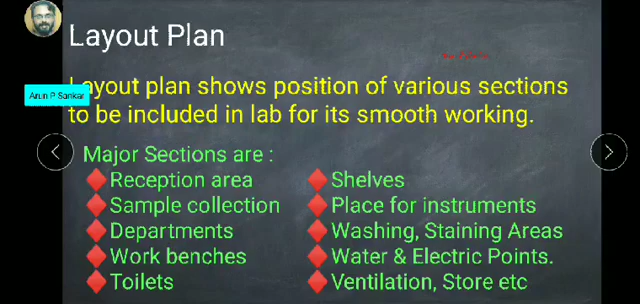 Layout Plan
Layout plan shows position of various sections
Arun P Sankar
to be included in lab for its smooth working.
Major Sections are :
Reception area
Sample collection
Departments
Work benches
Toilets
Shelves
Place for instruments
Washing, Staining Areas
Water & Electric Points.
Ventilation, Store etc